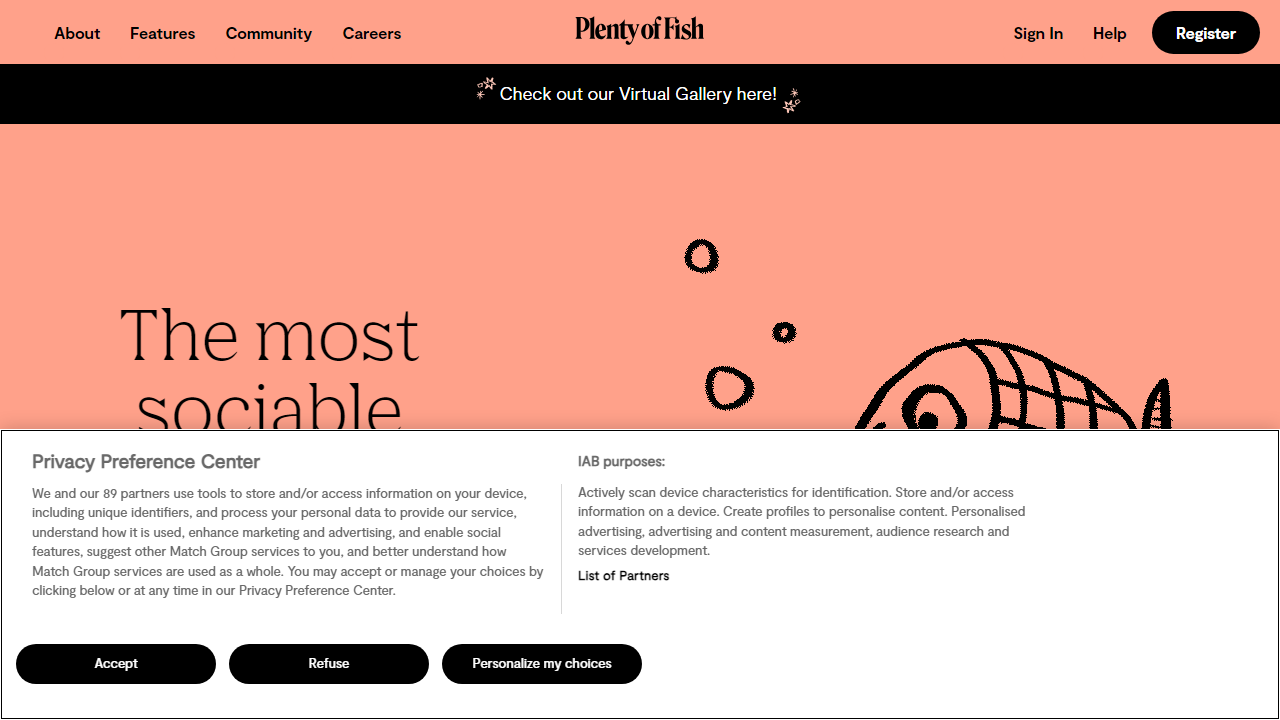 About
Features
Community
Careers
Plenty of Fish
Sign In
Help
Register
Check out our Virtual Gallery here!
The most
sociable
Privacy Preference Center
We and our 89 partners use tools to store and/or access information on your device,
including unique identifiers, and process your personal data to provide our service,
understand how it is used, enhance marketing and advertising, and enable social
features, suggest other Match Group services to you, and better understand how
Match Group services are used as a whole. You may accept or manage your choices by
clicking below or at any time in our Privacy Preference Center.
IAB purposes:
Actively scan device characteristics for identification. Store and/or access
information on a device. Create profiles to personalise content. Personalised
advertising, advertising and content measurement, audience research and
services development.
List of Partners
Accept
Refuse
Personalize my choices